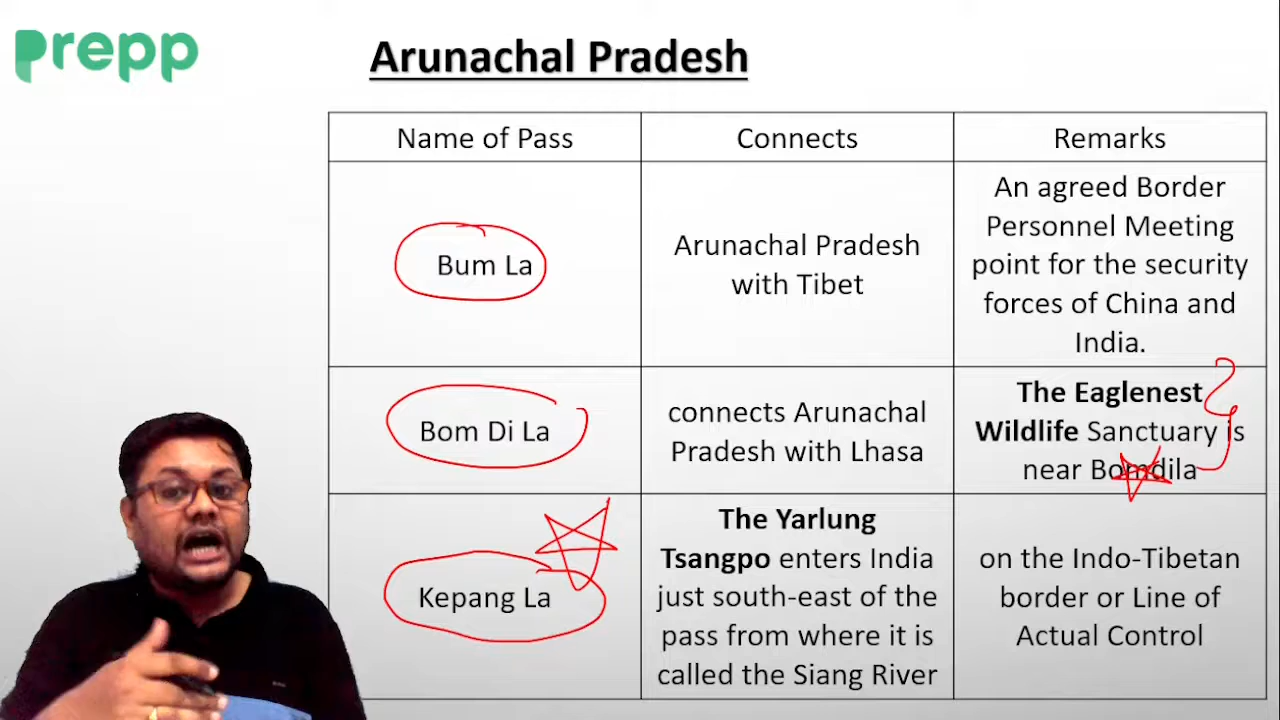 prepp
Arunachal Pradesh
Name of Pass
Connects
Remarks
Bum La
Arunachal Pradesh
with Tibet
An agreed Border
Personnel Meeting
point for the security
forces of China and
India.
Bom Di La
connects Arunachal
Pradesh with Lhasa
The Eaglenest
Wildlife Sanctuary is
near Bomdila
Kepang La
The Yarlung
Tsangpo enters India
just south-east of the
pass from where it is
called the Siang River
on the Indo-Tibetan
border or Line of
Actual Control